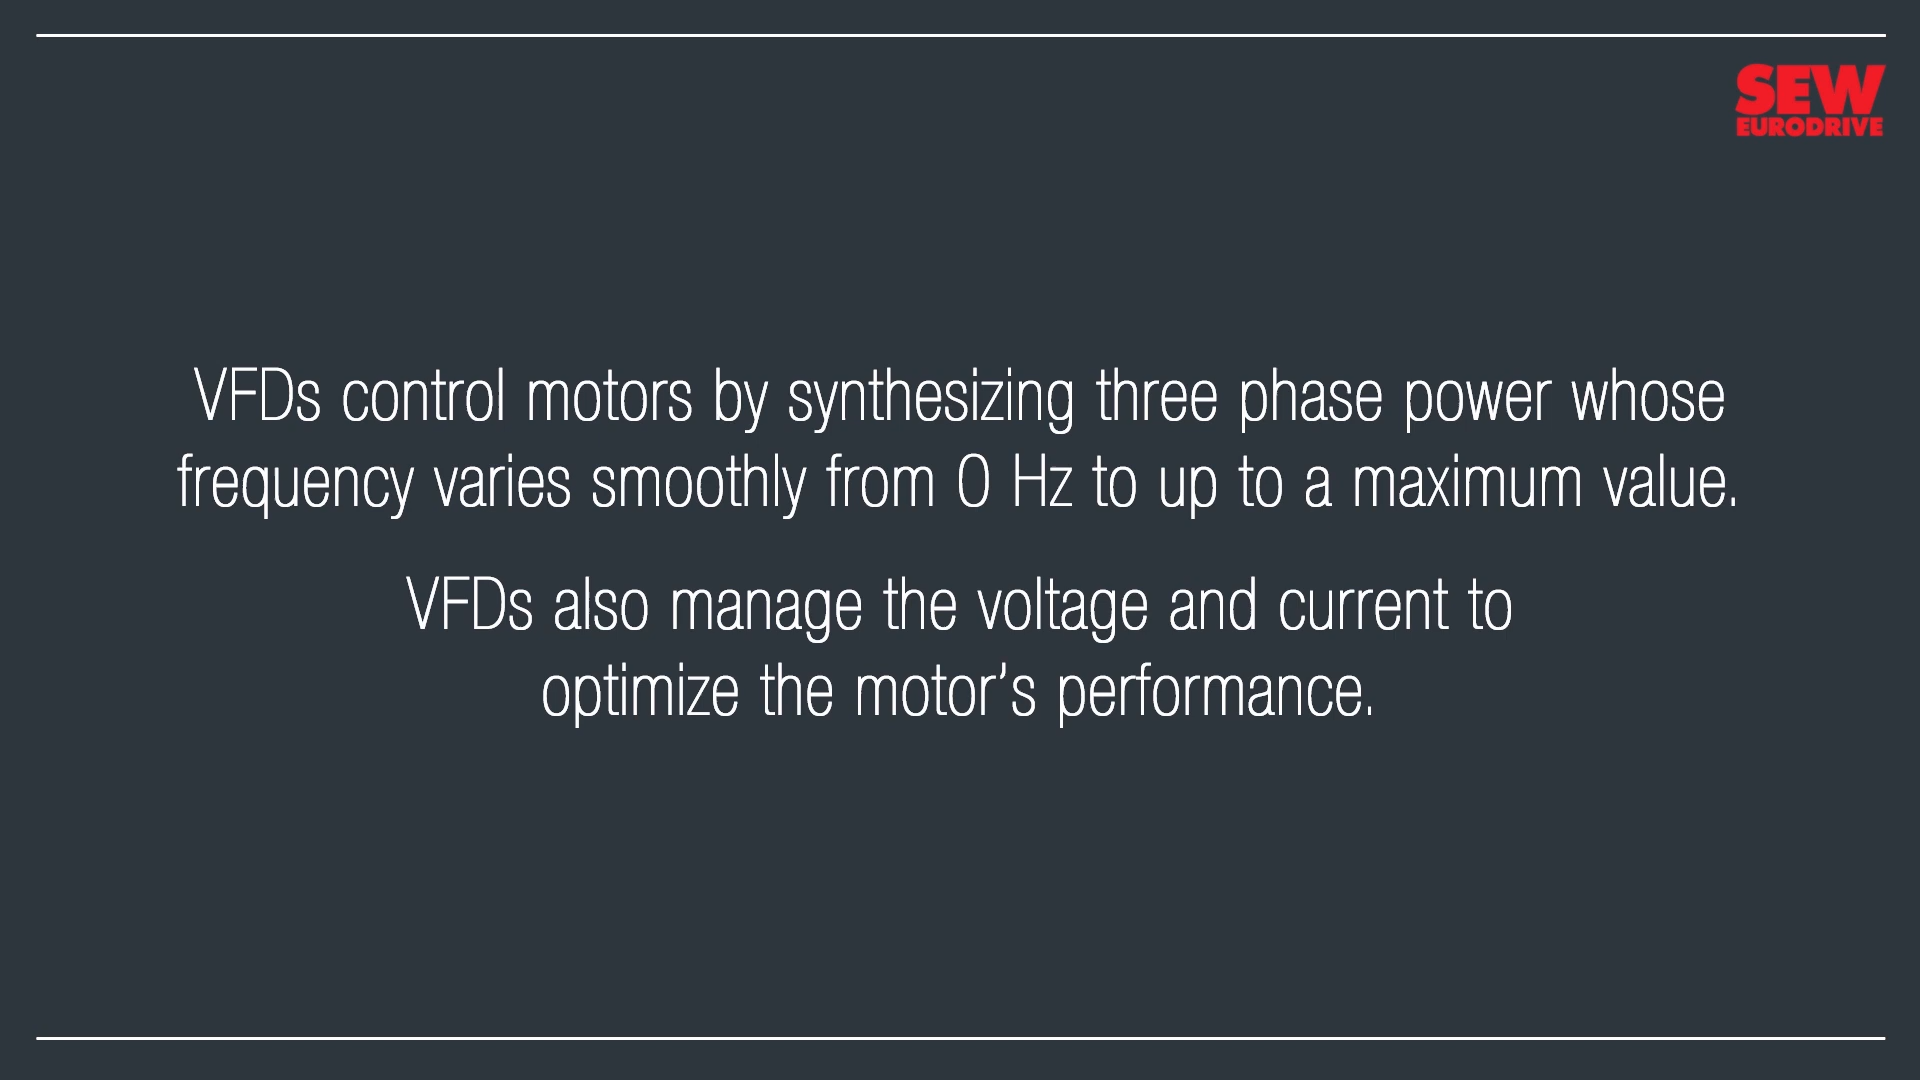 SEW
EURODRIVE
VFDs control motors by synthesizing three phase power whose
frequency varies smoothly from 0 Hz to up to a maximum value.
VFDs also manage the voltage and current to
optimize the motor’s performance.